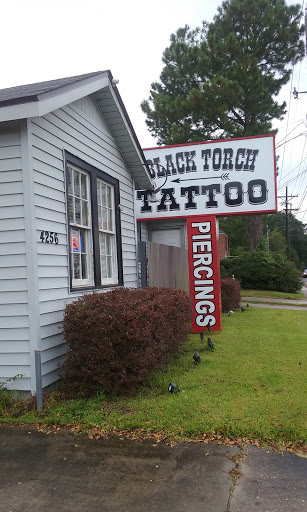 BLACK TORCH
TATTOO
PIERCINGS
4256